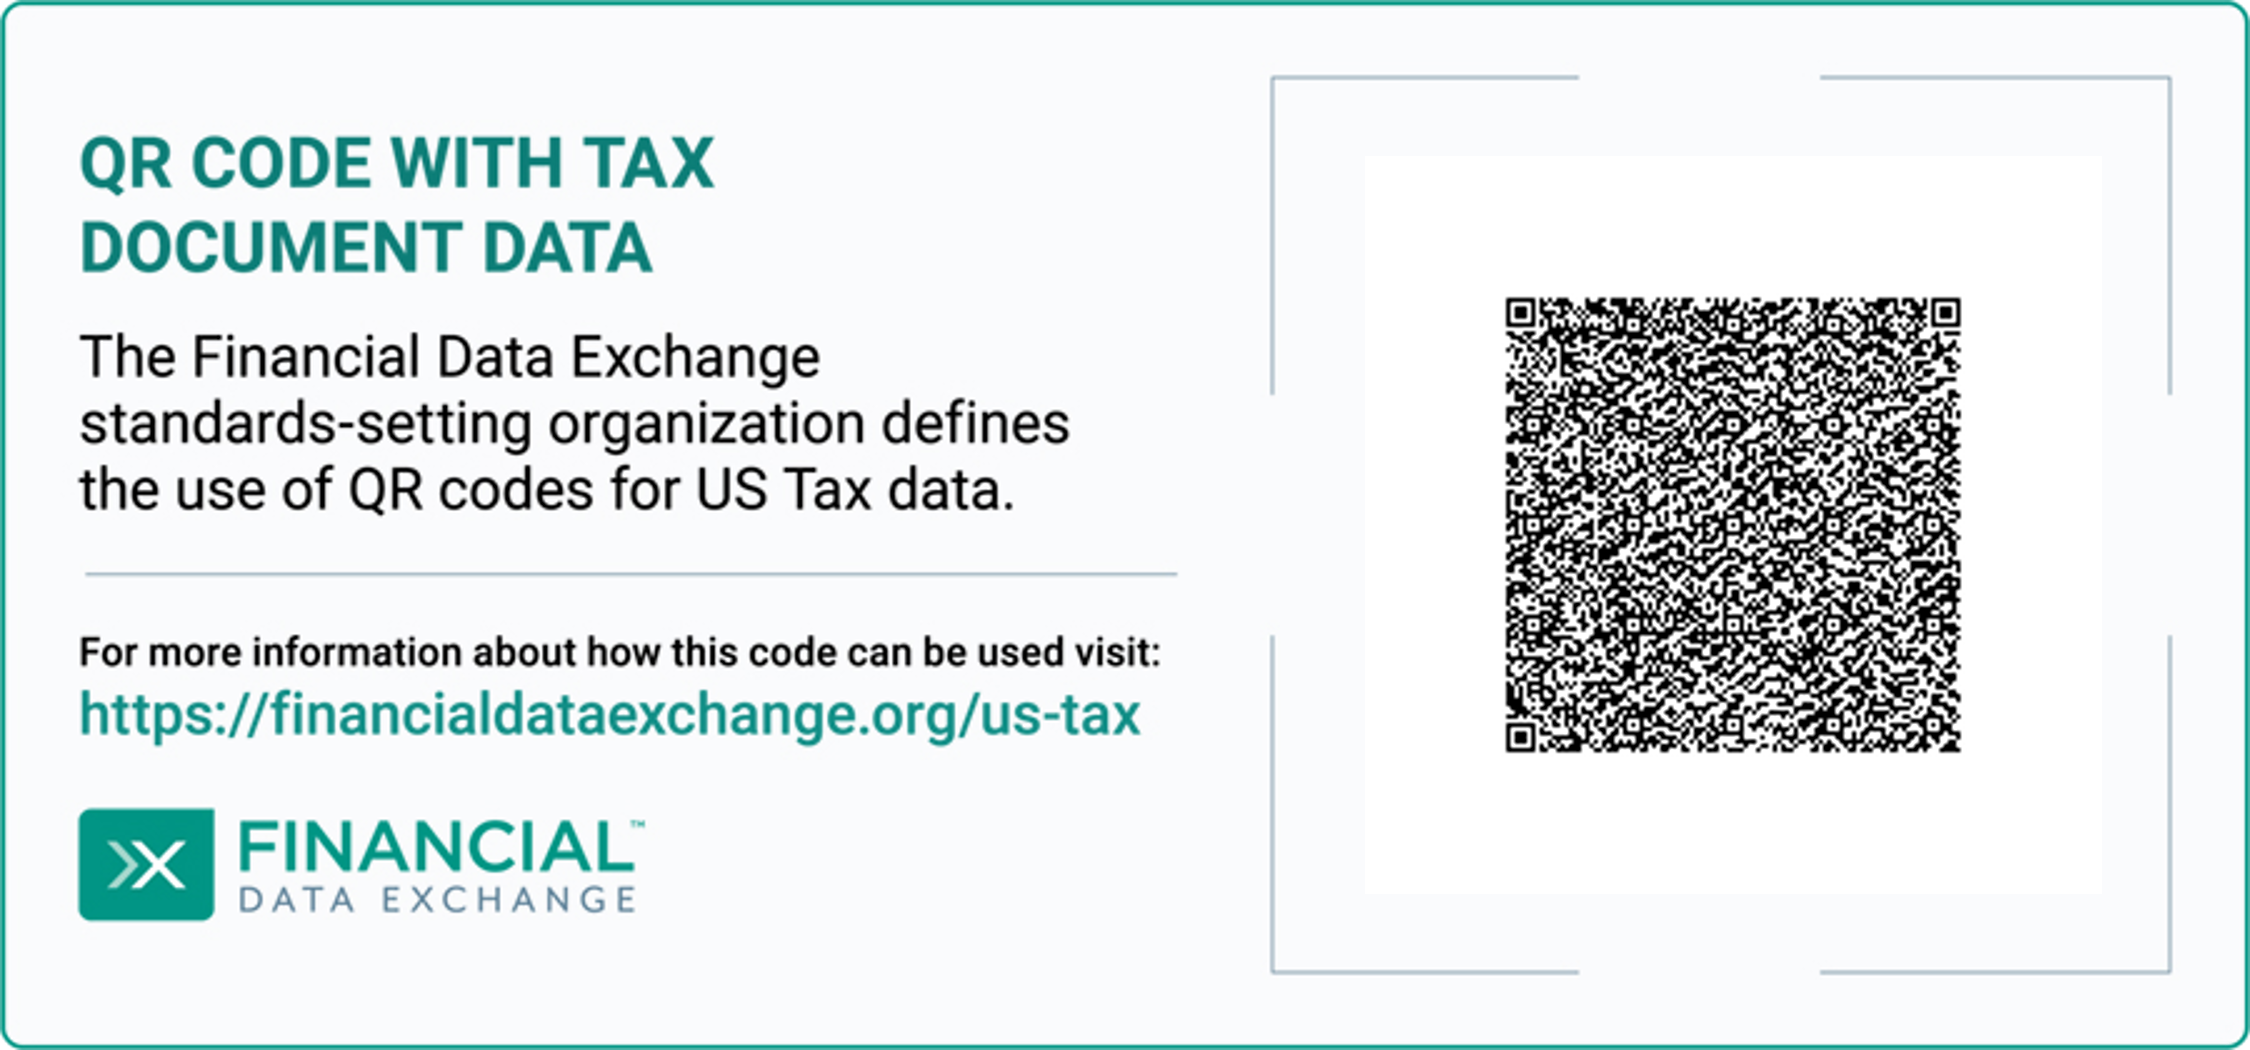 QR CODE WITH TAX
DOCUMENT DATA
The Financial Data Exchange
standards-setting organization defines
the use of QR codes for US Tax data.
For more information about how this code can be used visit:
https://financialdataexchange.org/us-tax
FINANCIAL™
DATA EXCHANGE